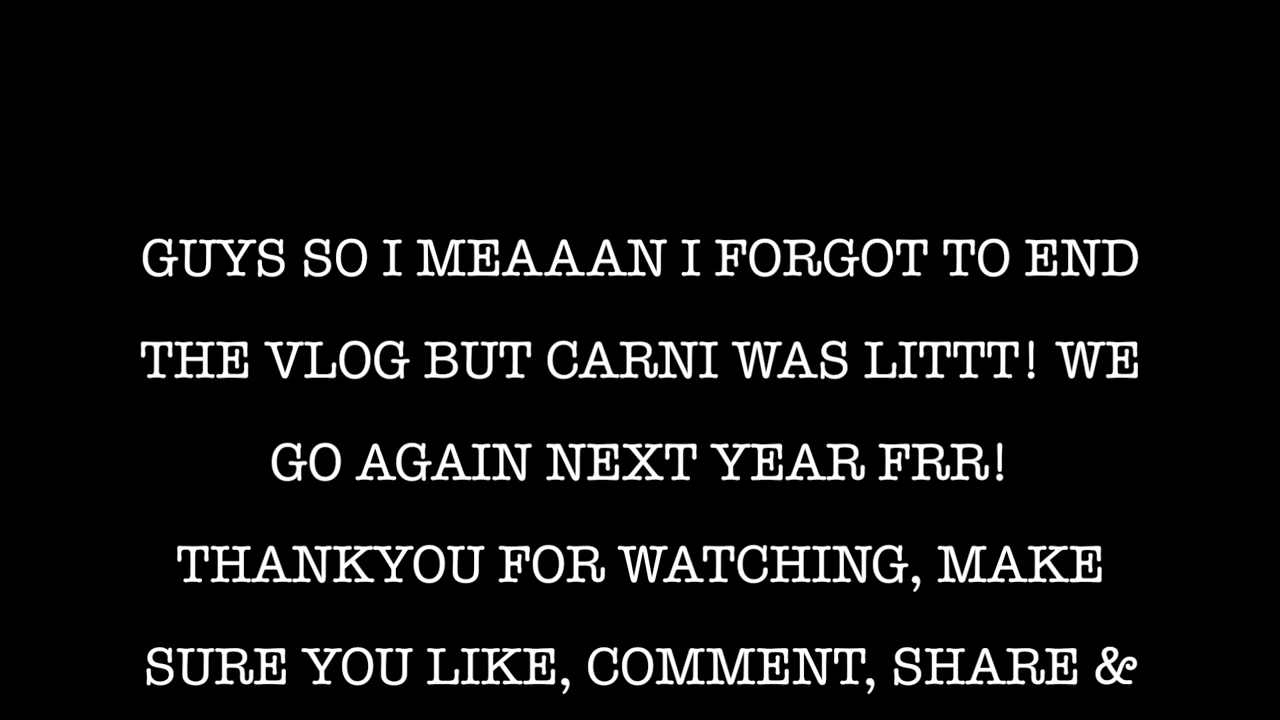 GUYS SO I MEAAAN I FORGOT TO END
THE VLOG BUT CARNI WAS LITTT! WE
GO AGAIN NEXT YEAR FRR!
THANKYOU FOR WATCHING, MAKE
SURE YOU LIKE, COMMENT, SHARE &